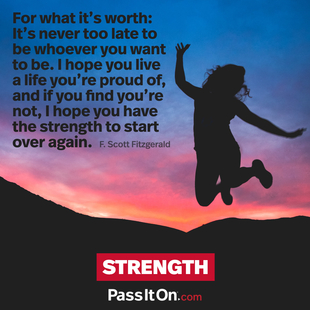 For what it's worth:
It's never too late to
be whoever you want
to be. I hope you live
a life you're proud of,
and if you find you're
not, I hope you have
the strength to start
over again. F. Scott Fitzgerald
STRENGTH
PassItOn.com